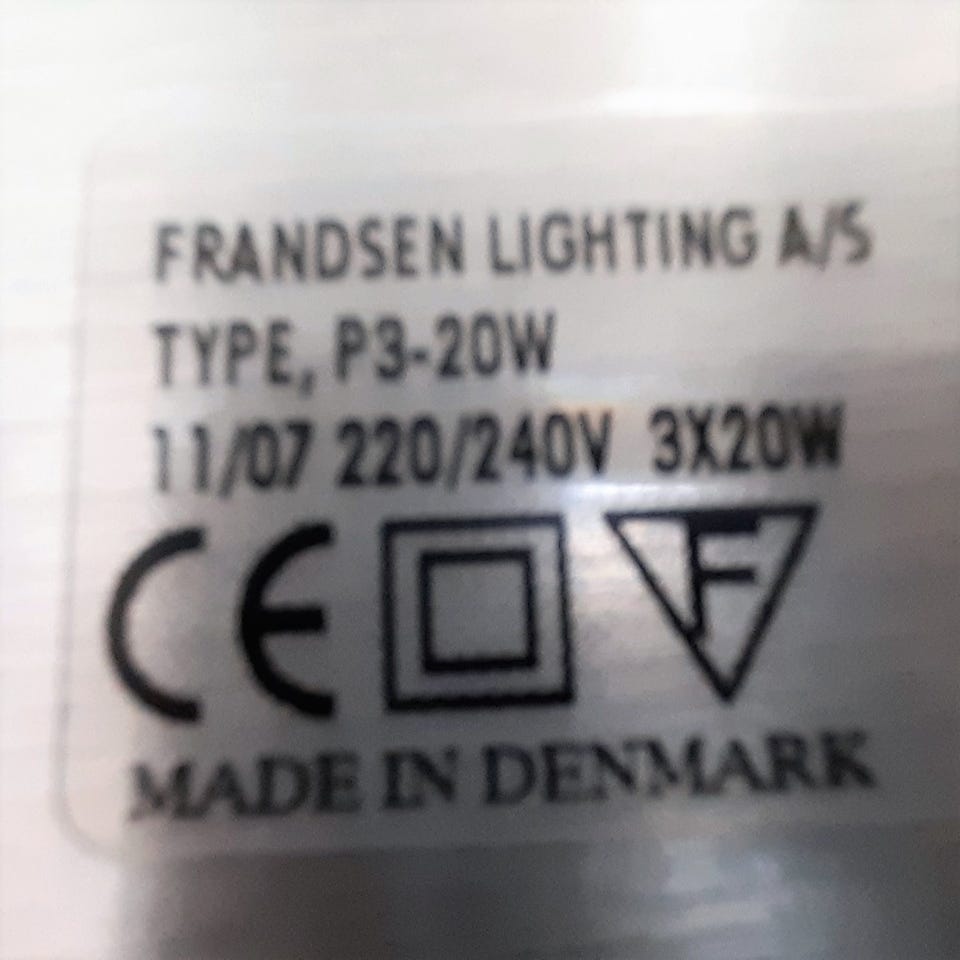 FRANDSEN LIGHTING A/S
TYPE, P3-20W
11/07 220/240V 3X20W
CE F
MADE IN DENMARK